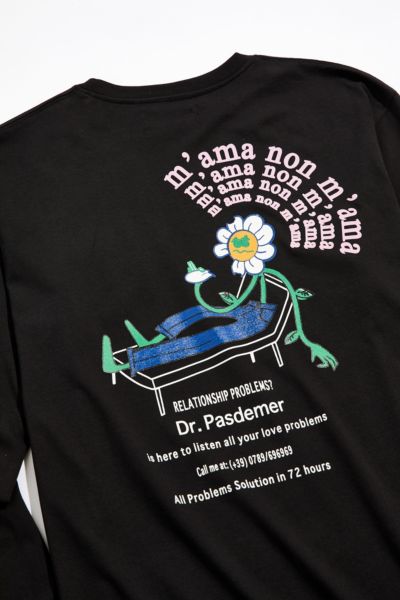 m'ama non m'ama
m'ama non m'ama
m'ama non m'ama
m'ama non m'ama
RELATIONSHIP PROBLEMS?
Dr. Pasdemer
is here to listen all your love problems
Call me at: (+39) 0789/696969
All Problems Solution in 72 hours